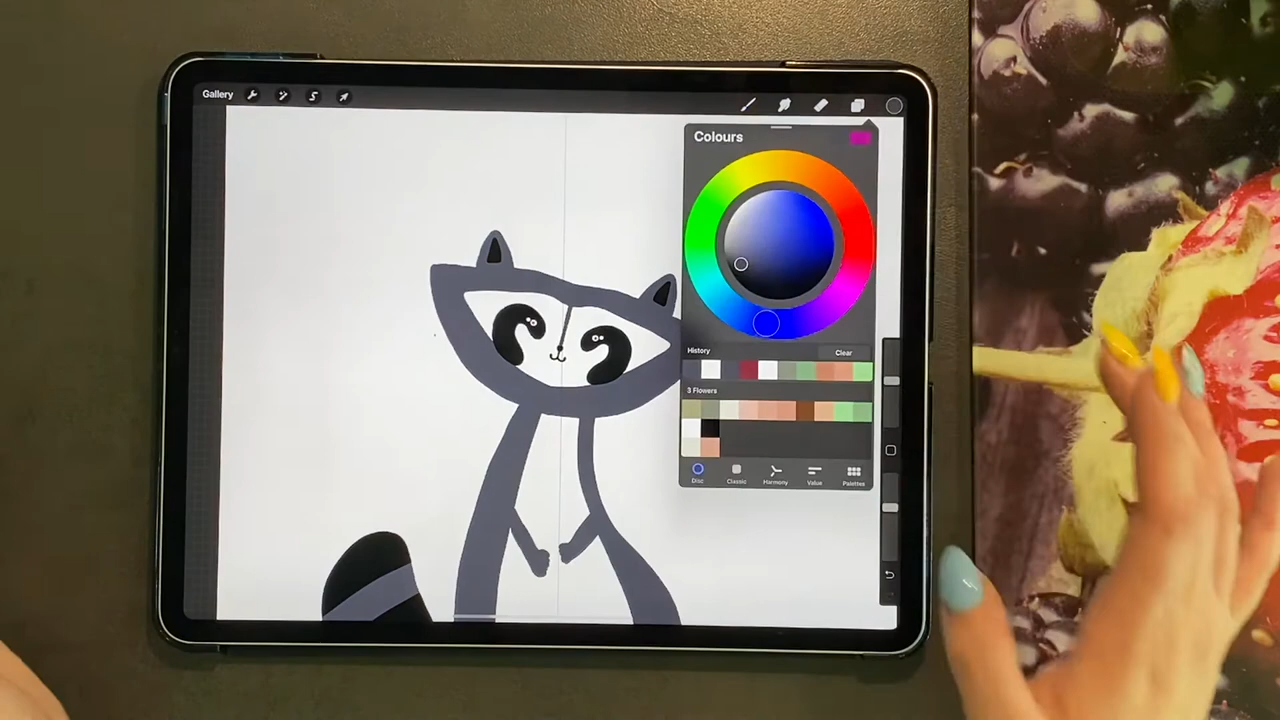 Gallery
Colours
History Clear
3 Flowers
Disc Classic Harmony Value Palettes